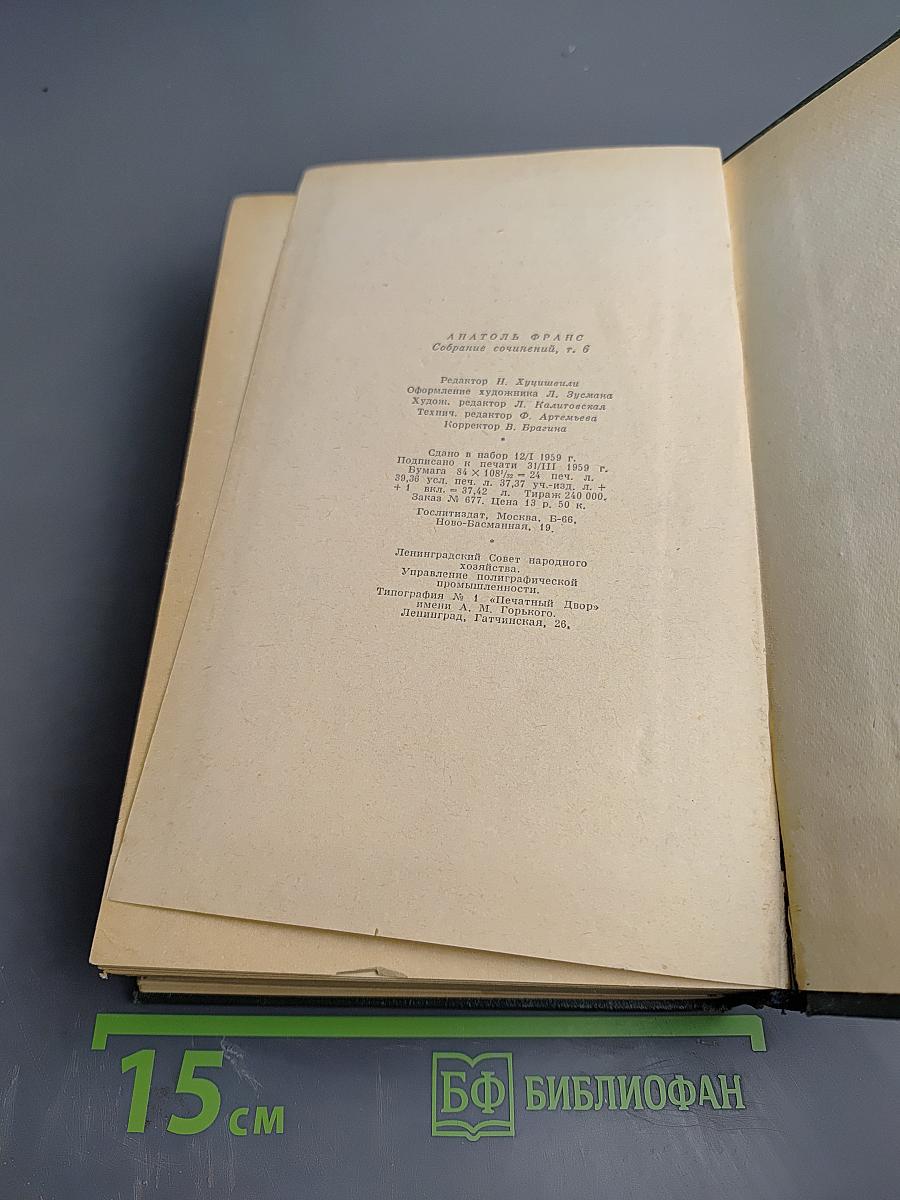 АНАТОЛЬ ФРАНС
Собрание сочинений, т. 6
Редактор Н. Хуцишвили
Оформление художника Л. Зусмана
Худож. редактор Л. Калитовская
Технич. редактор Ф. Артемьева
Корректор В. Брагина
*
Сдано в набор 12/I 1959 г.
Подписано к печати 31/III 1959 г.
Бумага 84 × 108¹/₃₂ = 24 печ. л.
39,36 усл. печ. л. 37,37 уч.-изд. л. +
+ 1 вкл. = 37,42 л. Тираж 240 000.
Заказ № 677. Цена 13 р. 50 к.
Гослитиздат, Москва, Б-66,
Ново-Басманная, 19.
*
Ленинградский Совет народного
хозяйства.
Управление полиграфической
промышленности.
Типография № 1 «Печатный Двор»
имени А. М. Горького.
Ленинград, Гатчинская, 26.
15 см
БФ БИБЛИОФАН